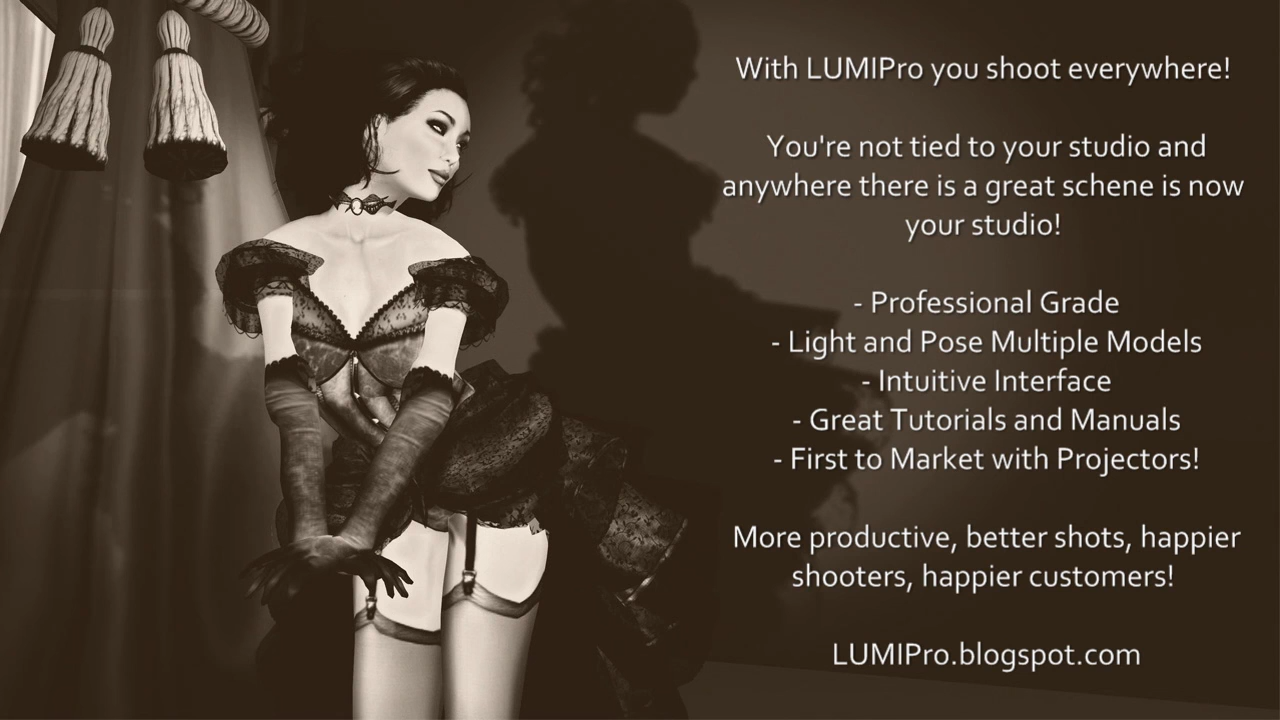 With LUMIPro you shoot everywhere!
You're not tied to your studio and
anywhere there is a great schene is now
your studio!
- Professional Grade
- Light and Pose Multiple Models
- Intuitive Interface
- Great Tutorials and Manuals
- First to Market with Projectors!
More productive, better shots, happier
shooters, happier customers!
LUMIPro.blogspot.com